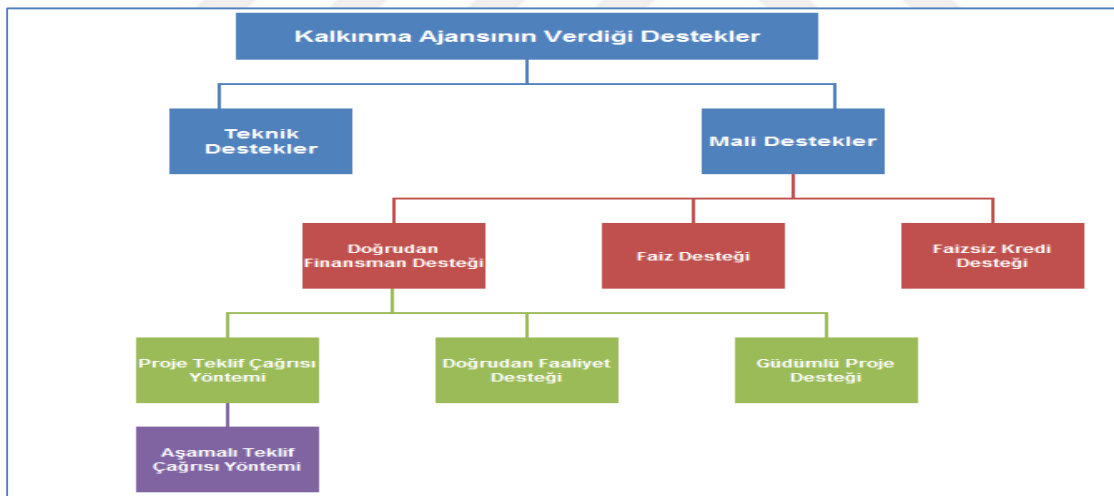 Kalkınma Ajansının Verdiği Destekler
Teknik
Destekler
Mali Destekler
Doğrudan
Finansman Desteği
Faiz Desteği
Faizsiz Kredi
Desteği
Proje Teklif Çağrısı
Yöntemi
Doğrudan Faaliyet
Desteği
Güdümlü Proje
Desteği
Aşamalı Teklif
Çağrısı Yöntemi